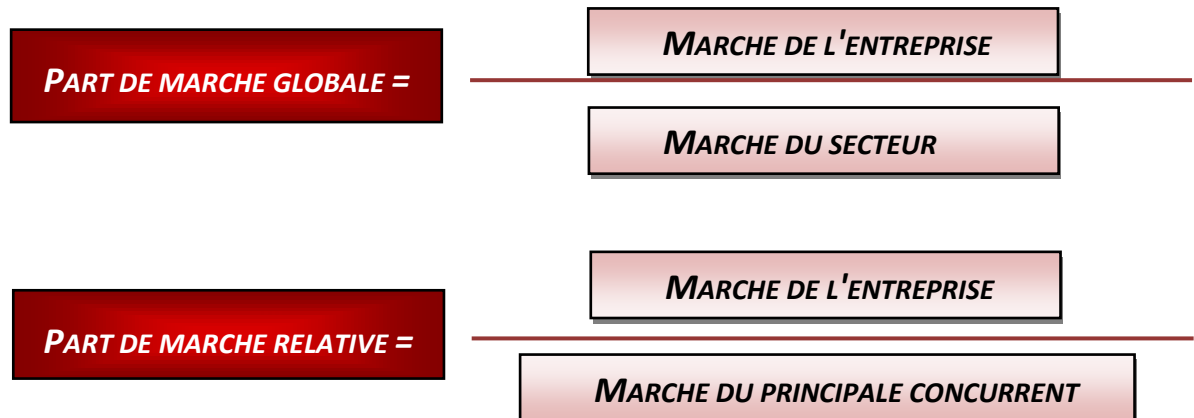 MARCHE DE L'ENTREPRISE
PART DE MARCHE GLOBALE =
MARCHE DU SECTEUR
MARCHE DE L'ENTREPRISE
PART DE MARCHE RELATIVE =
MARCHE DU PRINCIPALE CONCURRENT